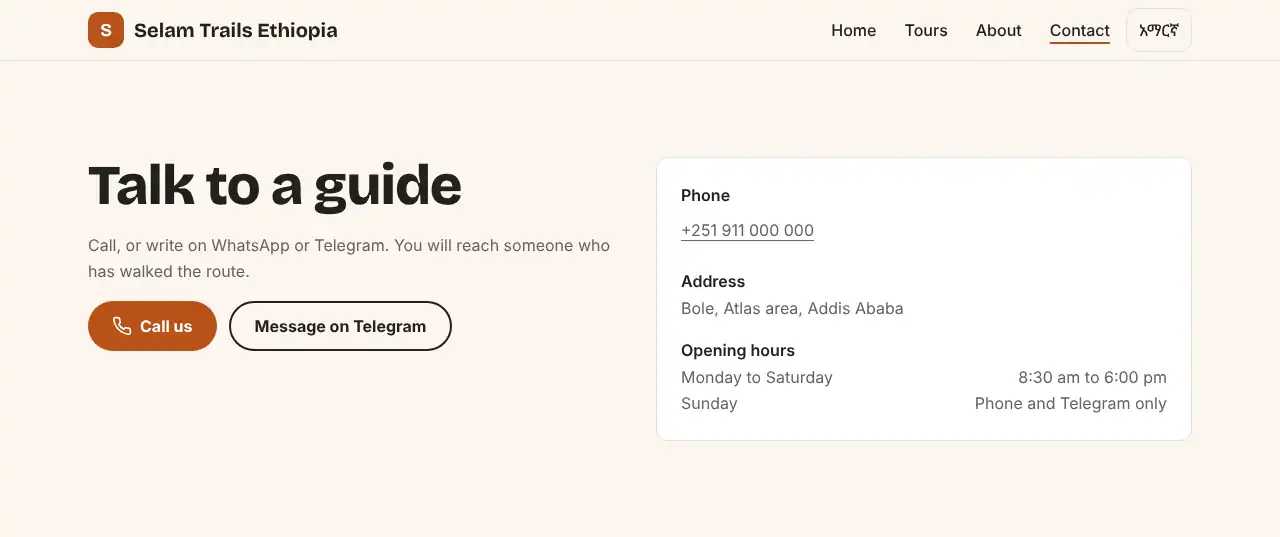 S
Selam Trails Ethiopia
Home
Tours
About
Contact
አማርኛ
Talk to a guide
Call, or write on WhatsApp or Telegram. You will reach someone who
has walked the route.
Call us
Message on Telegram
Phone
+251 911 000 000
Address
Bole, Atlas area, Addis Ababa
Opening hours
Monday to Saturday 8:30 am to 6:00 pm
Sunday Phone and Telegram only